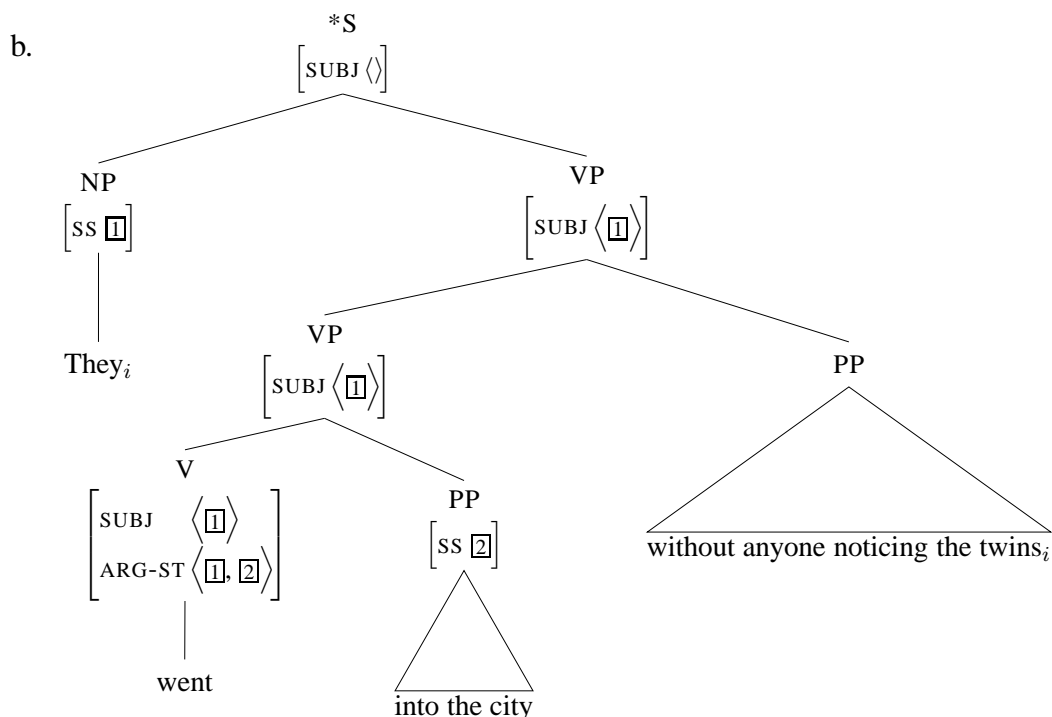 *S
b.
[SUBJ ⟨⟩]
NP VP
[SS 1] [SUBJ ⟨1⟩]
VP
They_i PP
[SUBJ ⟨1⟩]
V
PP
[SUBJ ⟨1⟩
ARG-ST ⟨1, 2⟩]
[SS 2]
without anyone noticing the twins_i
went
into the city